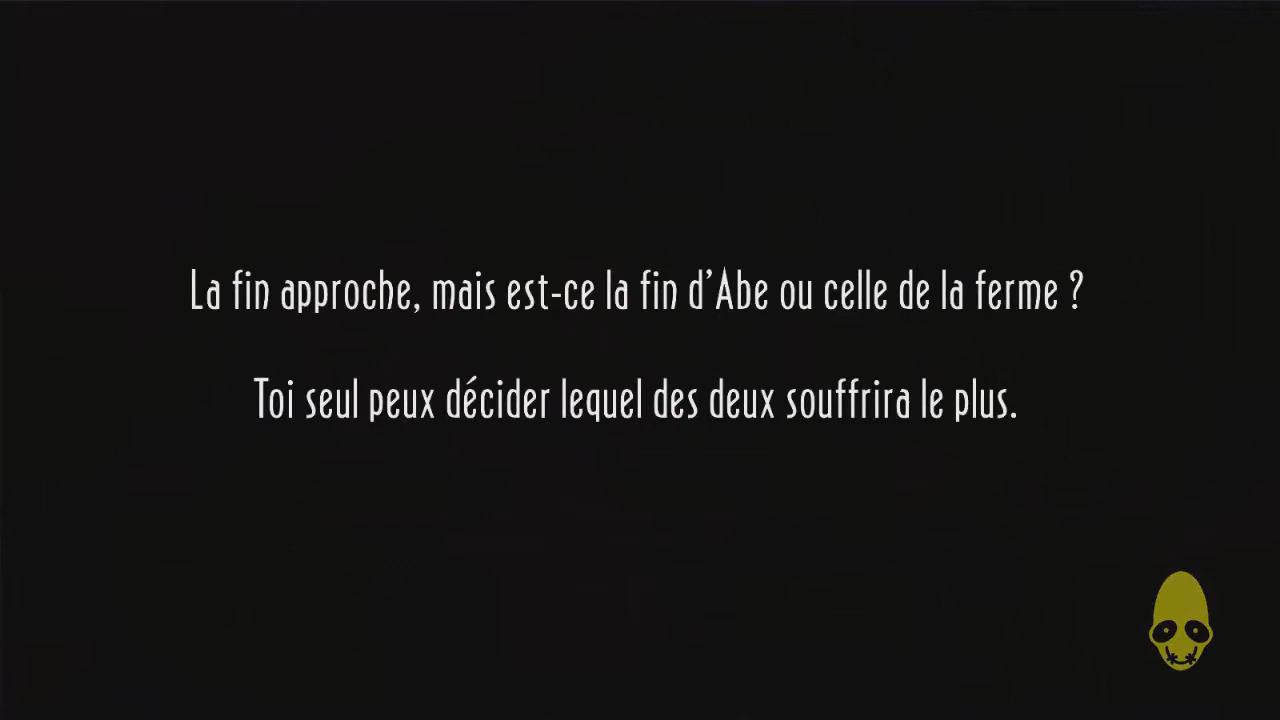 La fin approche, mais est-ce la fin d’Abe ou celle de la ferme ?
Toi seul peux décider lequel des deux souffrira le plus.